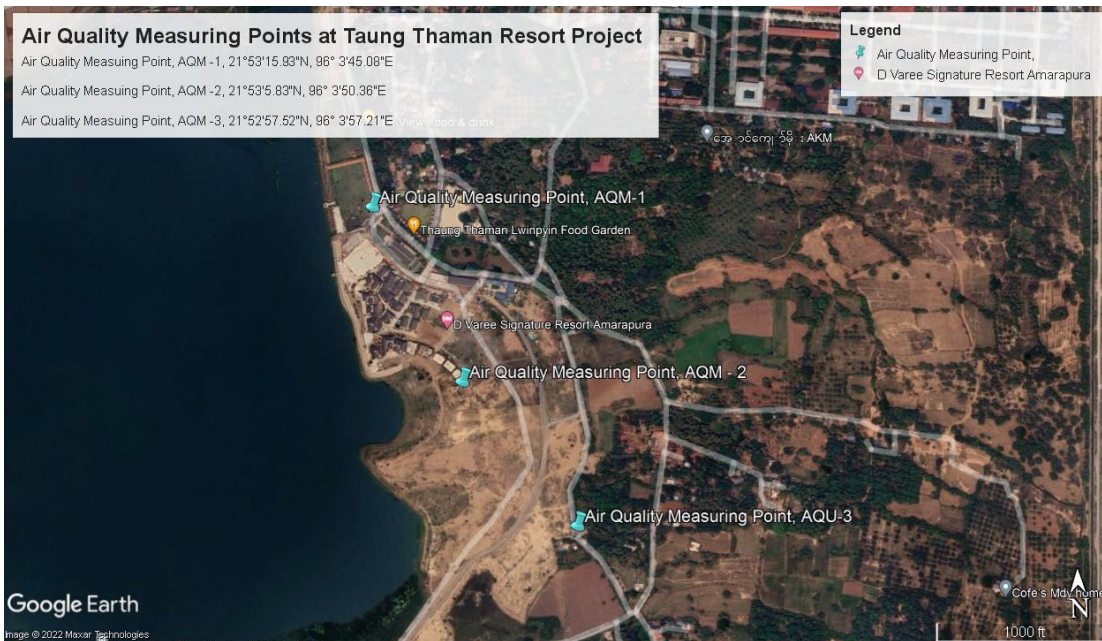 Air Quality Measuring Points at Taung Thaman Resort Project
Air Quality Measuing Point, AQM -1, 21°53'15.93"N, 96° 3'45.08"E
Air Quality Measuing Point, AQM -2, 21°53'5.83"N, 96° 3'50.36"E
Air Quality Measuing Point, AQM -3, 21°52'57.52"N, 96° 3'57.21"E
food & drink
Legend
Air Quality Measuring Point,
D Varee Signature Resort Amarapura
: AKM
Air Quality Measuring Point, AQM-1
Thaung Thaman Lwinpyin Food Garden
D Varee Signature Resort Amarapura
Air Quality Measuring Point, AQM - 2
Air Quality Measuring Point, AQU-3
Cofe's Mdy home
N
1000 ft
Google Earth
Image © 2022 Maxar Technologies